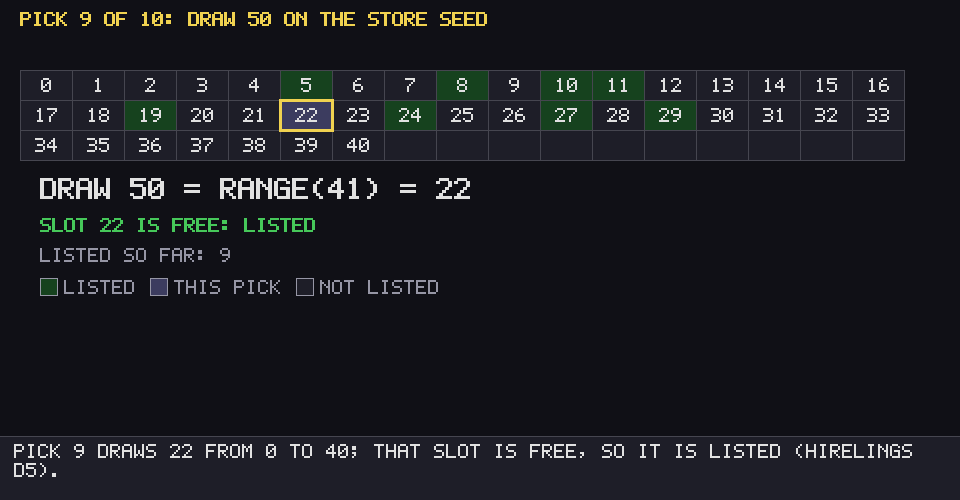 PICK 9 OF 10: DRAW 50 ON THE STORE SEED
0 1 2 3 4 5 6 7 8 9 10 11 12 13 14 15 16
17 18 19 20 21 22 23 24 25 26 27 28 29 30 31 32 33
34 35 36 37 38 39 40
DRAW 50 = RANGE(41) = 22
SLOT 22 IS FREE: LISTED
LISTED SO FAR: 9
LISTED THIS PICK NOT LISTED
PICK 9 DRAWS 22 FROM 0 TO 40; THAT SLOT IS FREE, SO IT IS LISTED (HIRELINGS
D5).